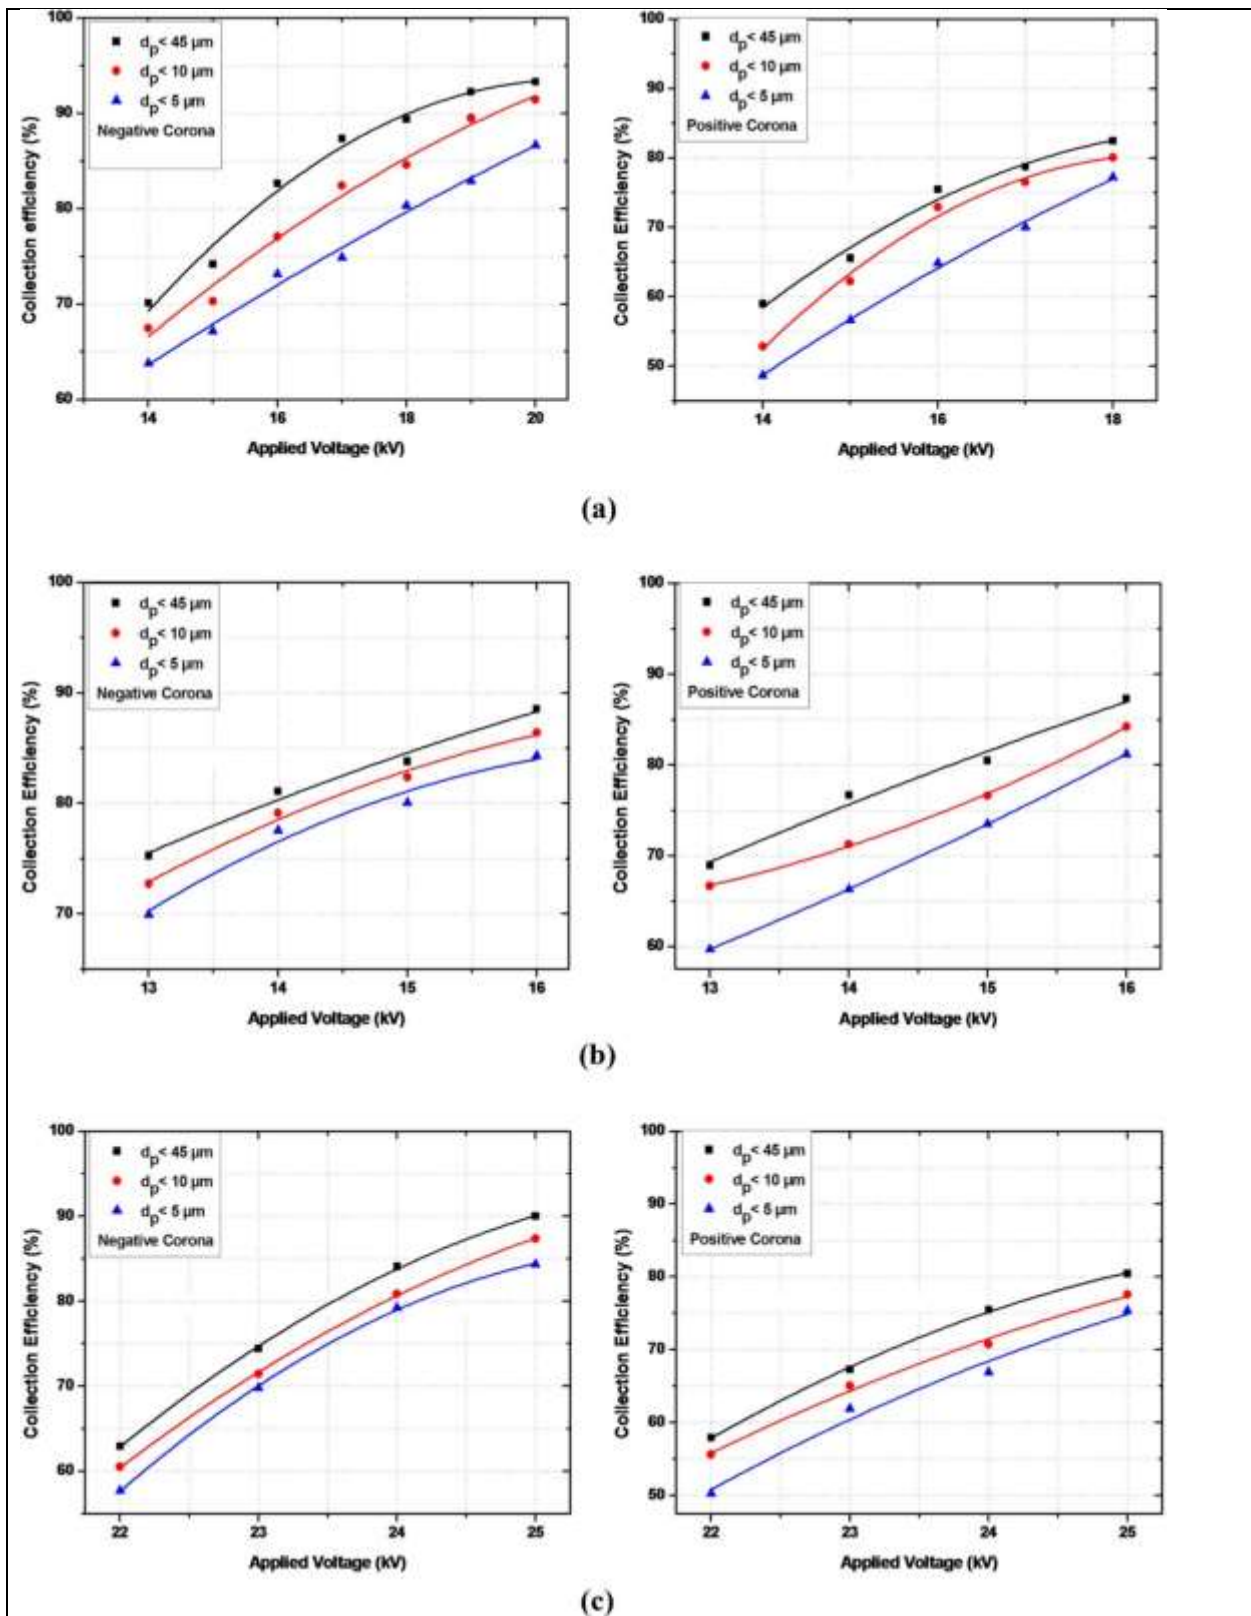 Collection efficiency (%)
100
90
80
70
60
dp< 45 µm
dp< 10 µm
dp< 5 µm
Negative Corona
14 16 18 20
Applied Voltage (kV)
Collection Efficiency (%)
100
90
80
70
60
50
dp< 45 µm
dp< 10 µm
dp< 5 µm
Positive Corona
14 16 18
Applied Voltage (kV)
(a)
Collection Efficiency (%)
100
90
80
70
dp< 45 µm
dp< 10 µm
dp< 5 µm
Negative Corona
13 14 15 16
Applied Voltage (kV)
Collection Efficiency (%)
100
90
80
70
60
dp< 45 µm
dp< 10 µm
dp< 5 µm
Positive Corona
13 14 15 16
Applied Voltage (kV)
(b)
Collection Efficiency (%)
100
90
80
70
60
dp< 45 µm
dp< 10 µm
dp< 5 µm
Negative Corona
22 23 24 25
Applied Voltage (kV)
Collection Efficiency (%)
100
90
80
70
60
50
dp< 45 µm
dp< 10 µm
dp< 5 µm
Positive Corona
22 23 24 25
Applied Voltage (kV)
(c)